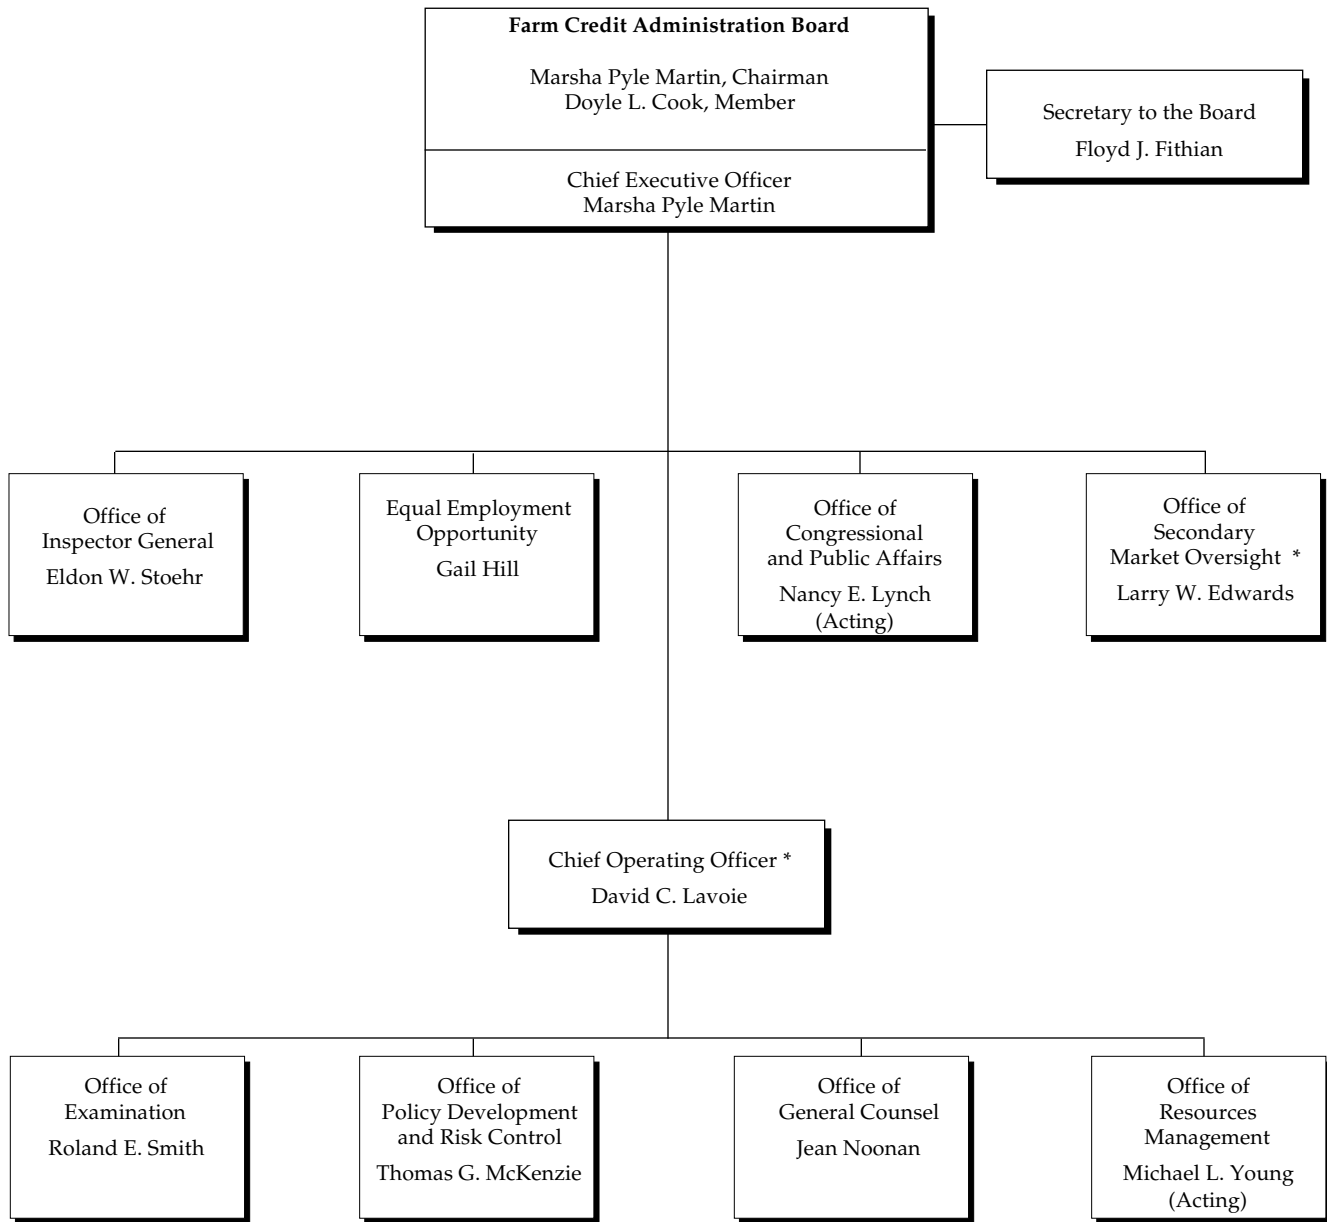 Farm Credit Administration Board
Marsha Pyle Martin, Chairman
Doyle L. Cook, Member
Chief Executive Officer
Marsha Pyle Martin
Secretary to the Board
Floyd J. Fithian
Office of
Inspector General
Eldon W. Stoehr
Equal Employment
Opportunity
Gail Hill
Office of
Congressional
and Public Affairs
Nancy E. Lynch
(Acting)
Office of
Secondary
Market Oversight *
Larry W. Edwards
Chief Operating Officer *
David C. Lavoie
Office of
Examination
Roland E. Smith
Office of
Policy Development
and Risk Control
Thomas G. McKenzie
Office of
General Counsel
Jean Noonan
Office of
Resources
Management
Michael L. Young
(Acting)